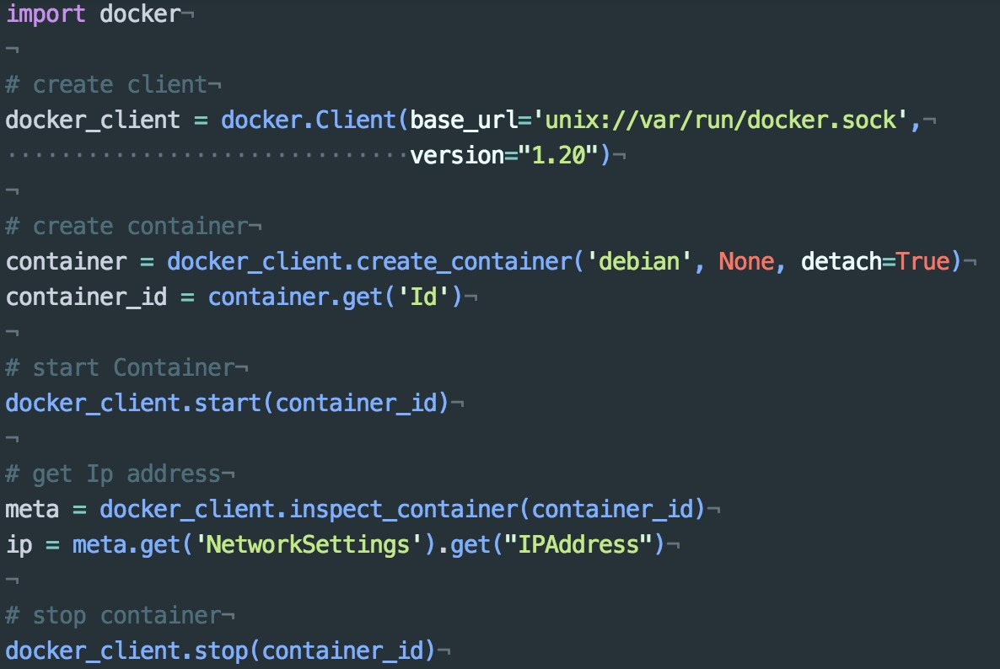 import docker¬
¬
# create client¬
docker_client = docker.Client(base_url='unix://var/run/docker.sock',¬
······························version="1.20")¬
¬
# create container¬
container = docker_client.create_container('debian', None, detach=True)¬
container_id = container.get('Id')¬
¬
# start Container¬
docker_client.start(container_id)¬
¬
# get Ip address¬
meta = docker_client.inspect_container(container_id)¬
ip = meta.get('NetworkSettings').get("IPAddress")¬
¬
# stop container¬
docker_client.stop(container_id)¬